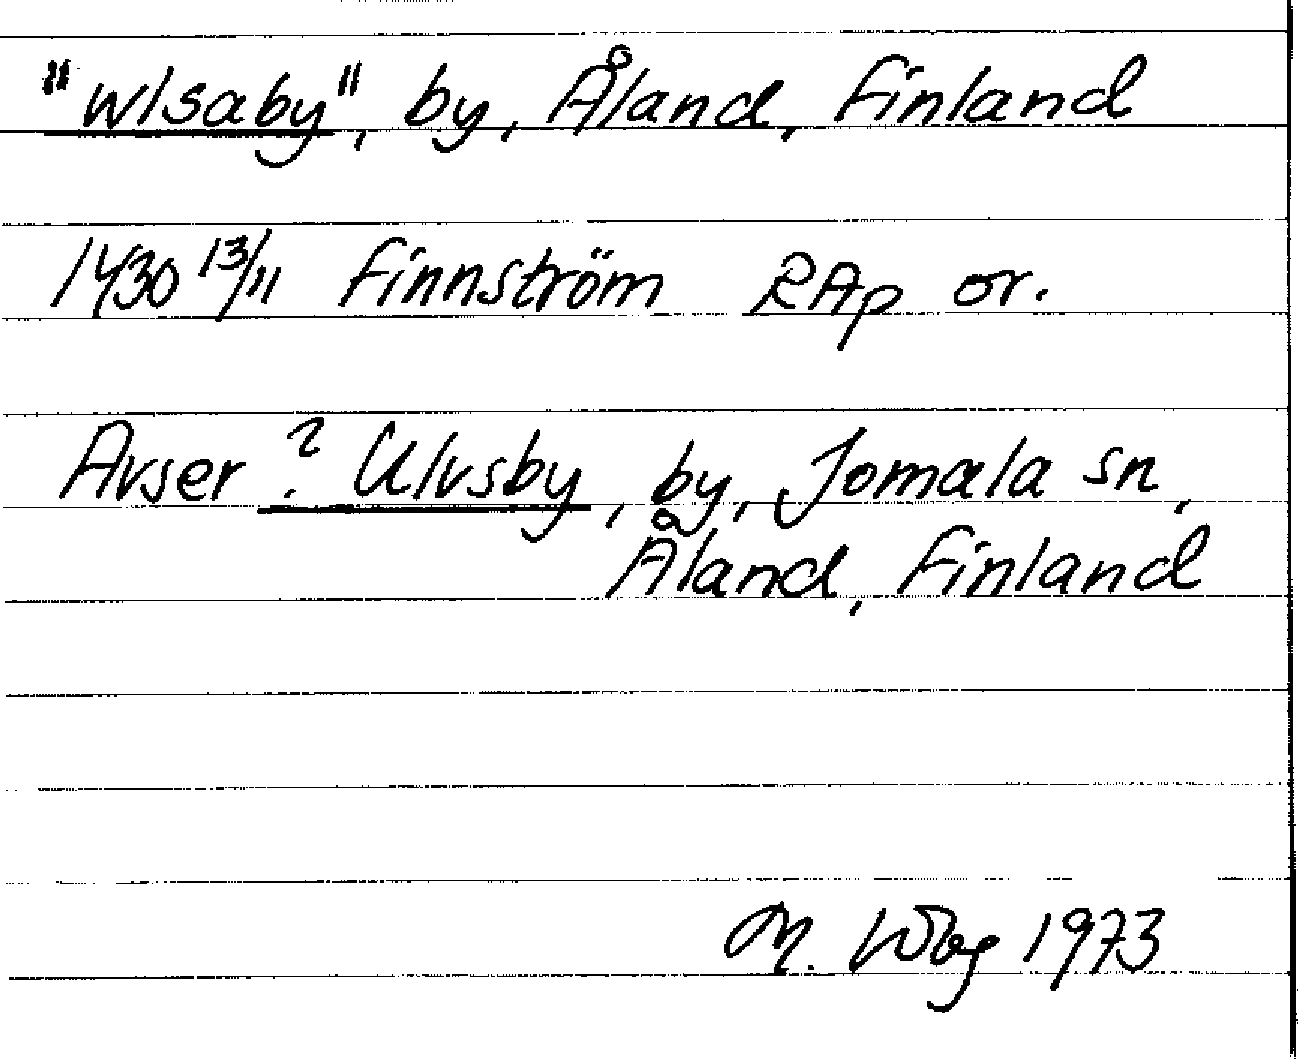 "wlsaby", by, Åland, Finland
1430 13/11 Finnström RAp or.
Avser ? Ulvsby, by, Jomala sn,
Åland, Finland
M. 1973